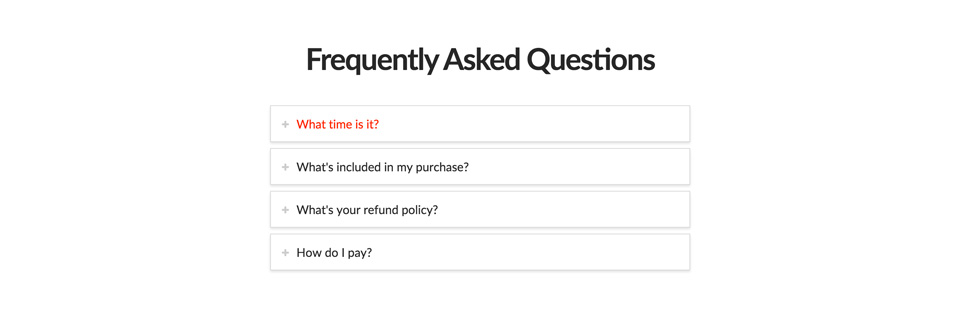 Frequently Asked Questions
+ What time is it?
+ What's included in my purchase?
+ What's your refund policy?
+ How do I pay?